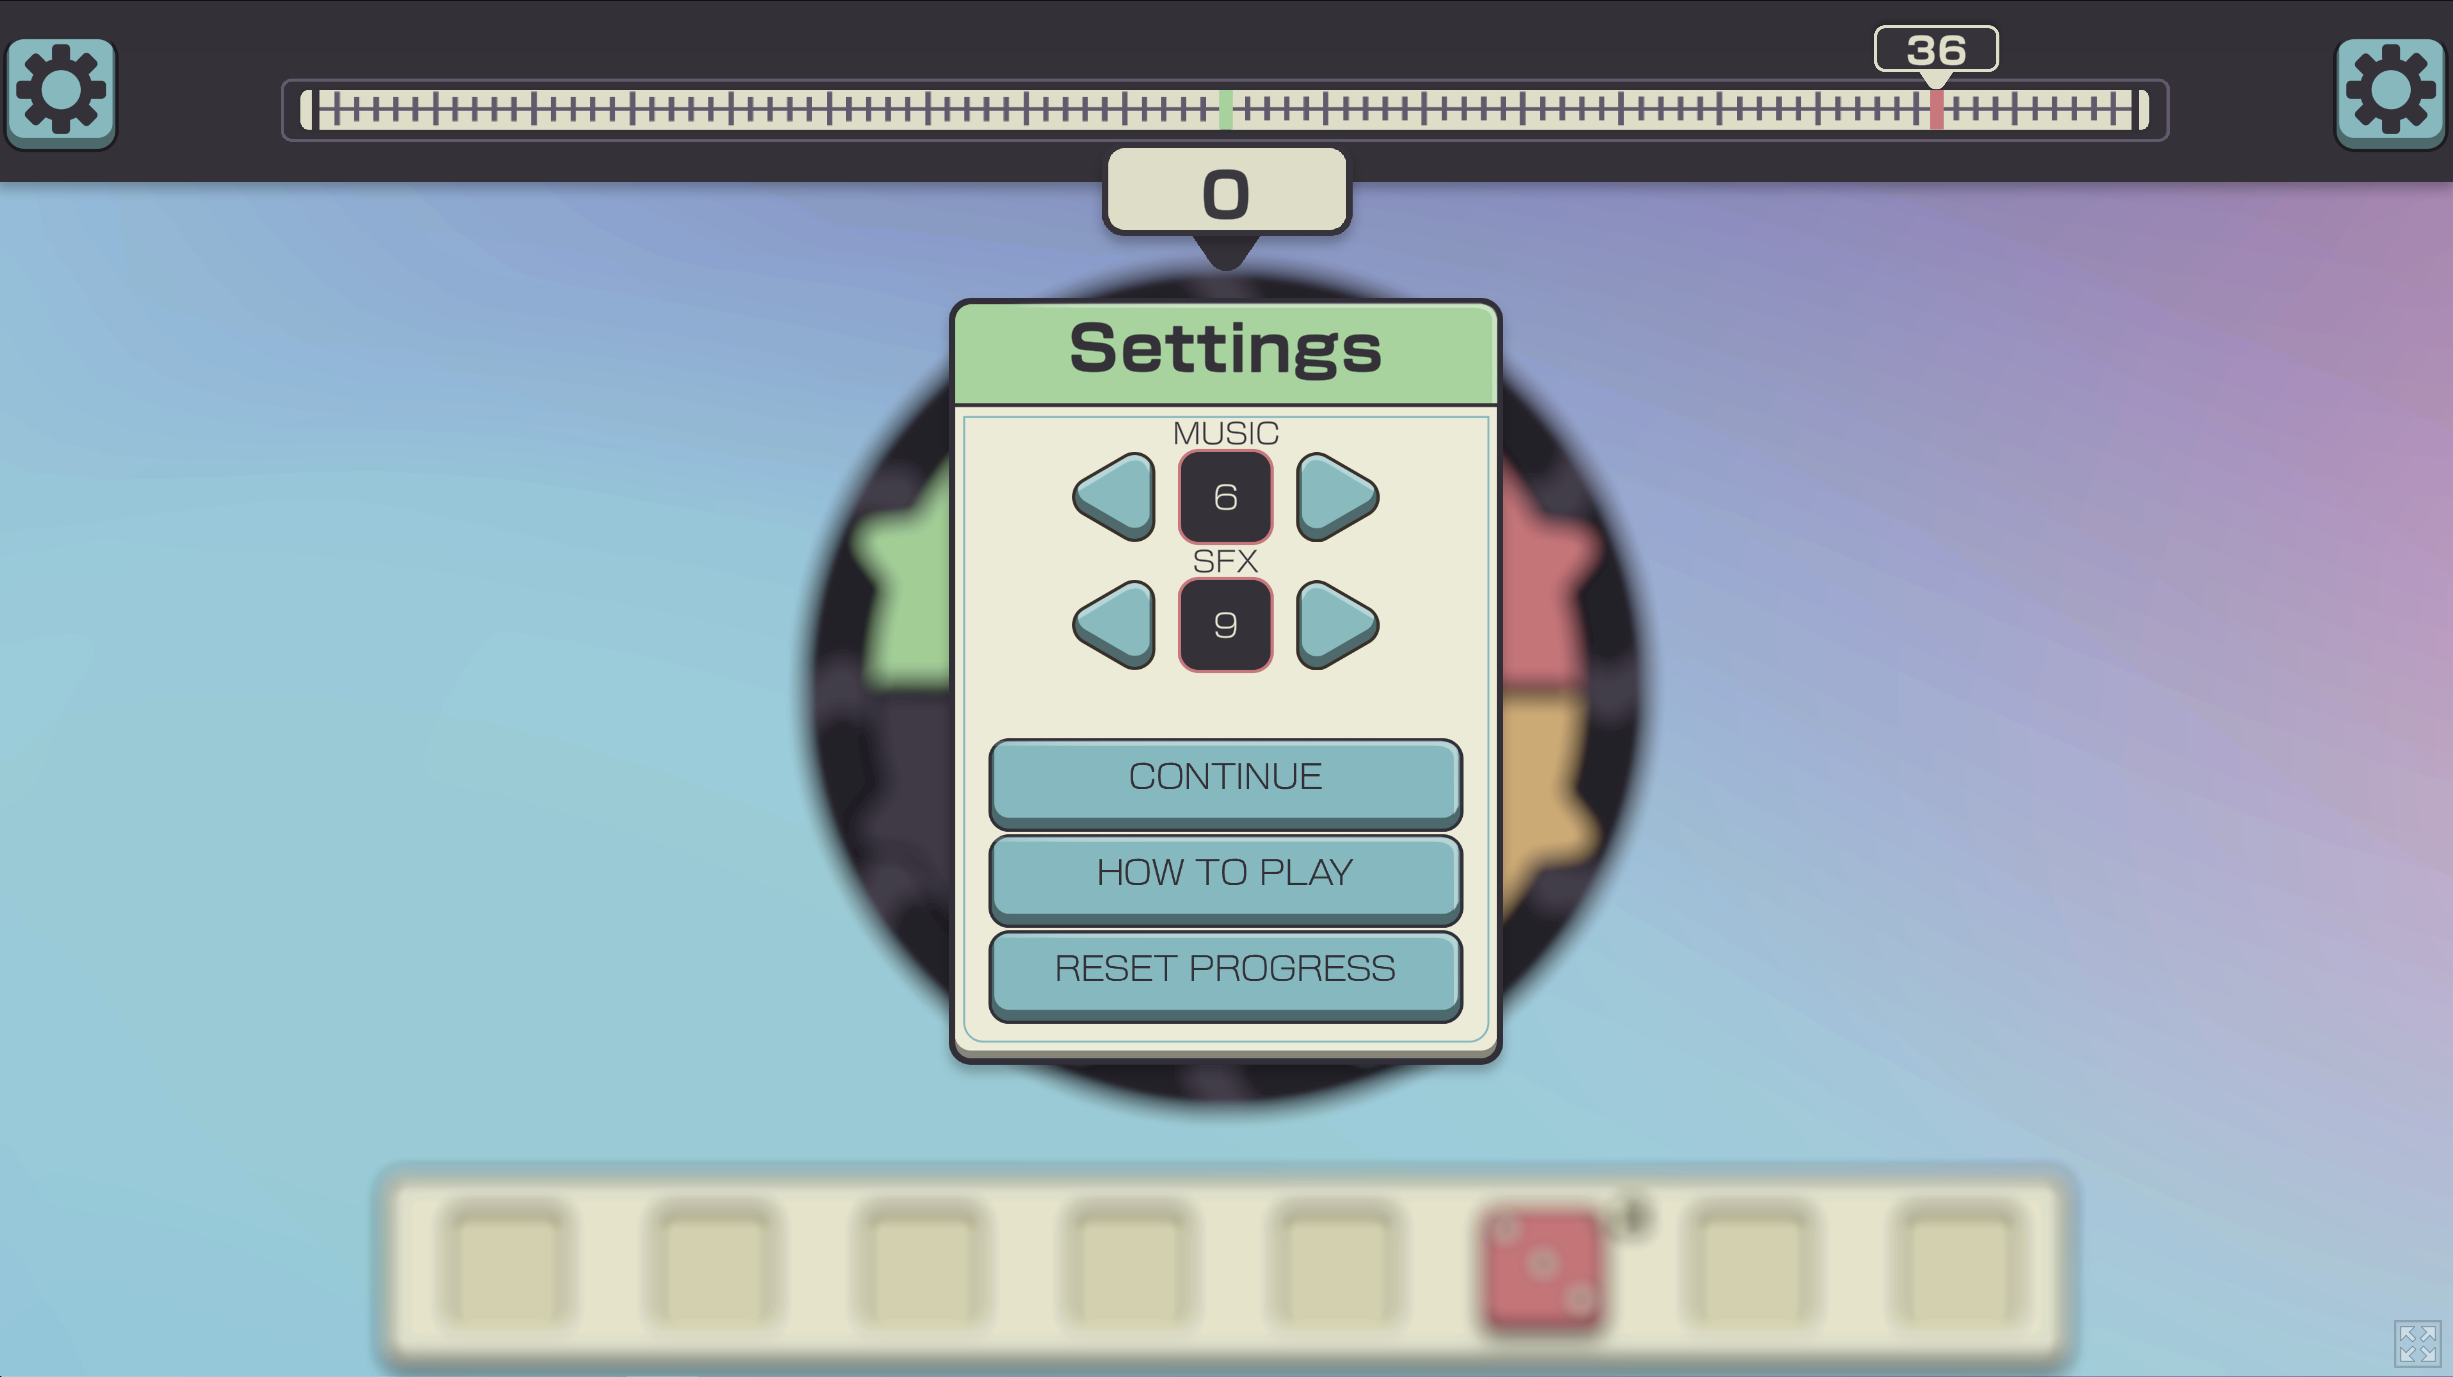 36
0
Settings
MUSIC
6
SFX
9
CONTINUE
HOW TO PLAY
RESET PROGRESS